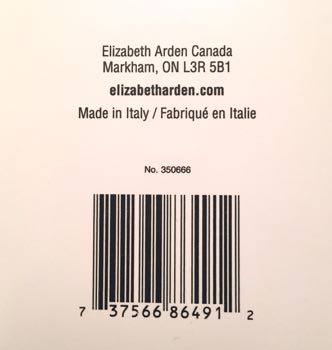 Elizabeth Arden Canada
Markham, ON L3R 5B1
elizabetharden.com
Made in Italy / Fabriqué en Italie
No. 350666
7 37566 86491 2